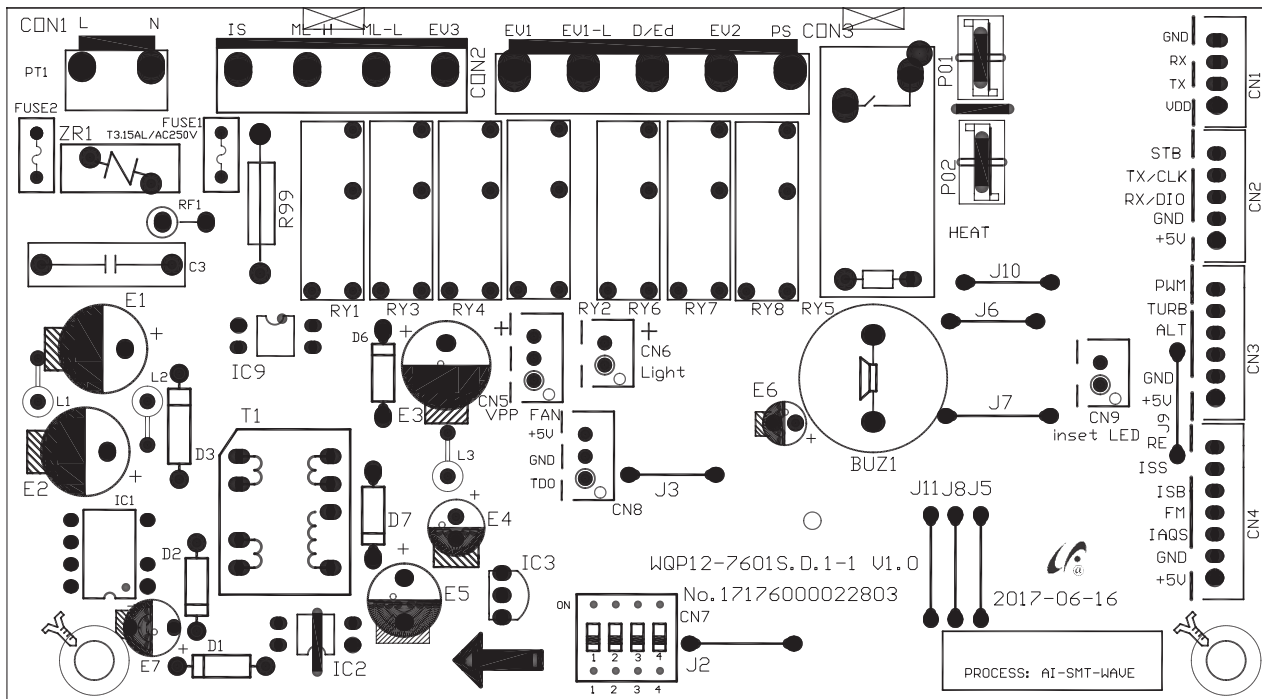 CON1
L N
PT1
FUSE2
ZR1
FUSE1
T3.15AL/AC250V
RF1
R99
C3
IS ML-H ML-L EV3
CON2
EV1 EV1-L D/Ed EV2 PS
CON3
P01
P02
HEAT
GND
RX
TX
VDD
CN1
STB
TX/CLK
RX/DIO
GND
+5V
CN2
PWM
TURB
ALT
GND
+5V
CN3
RE
ISS
ISB
FM
IAQS
GND
+5V
CN4
J10
J6
J7
J9
RY1 RY3 RY4 RY2 RY6 RY7 RY8 RY5
E1
+
IC9
D6
+
E3
L2
L1
D3
E2
+
T1
IC1
D2
E7
+
D1
IC2
D7
+
E5
E4
+
L3
IC3
+
CN5
VPP
FAN
+
CN6
Light
+5V
GND
TDO
CN8
J3
E6
+
BUZ1
CN9
inset LED
J11 J8 J5
WQP12-7601S.D.1-1 V1.0
No.17176000022803
2017-06-16
@
ON
CN7
1 2 3 4
1 2 3 4
J2
PROCESS: AI-SMT-WAVE